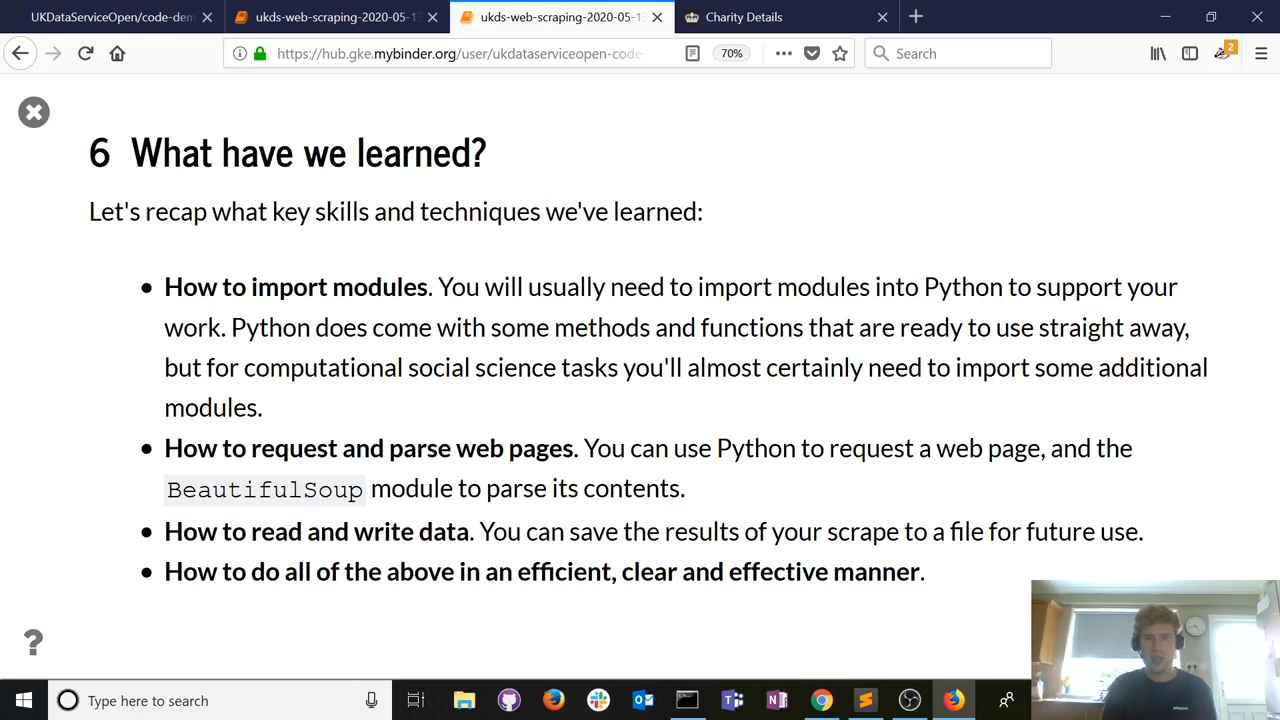 UKDataServiceOpen/code-dem
ukds-web-scraping-2020-05-13
ukds-web-scraping-2020-05-13
Charity Details
https://hub.gke.mybinder.org/user/ukdataserviceopen-code-
70%
Search
2
6 What have we learned?
Let's recap what key skills and techniques we've learned:
How to import modules. You will usually need to import modules into Python to support your
work. Python does come with some methods and functions that are ready to use straight away,
but for computational social science tasks you'll almost certainly need to import some additional
modules.
How to request and parse web pages. You can use Python to request a web page, and the
BeautifulSoup module to parse its contents.
How to read and write data. You can save the results of your scrape to a file for future use.
How to do all of the above in an efficient, clear and effective manner.
?
Type here to search